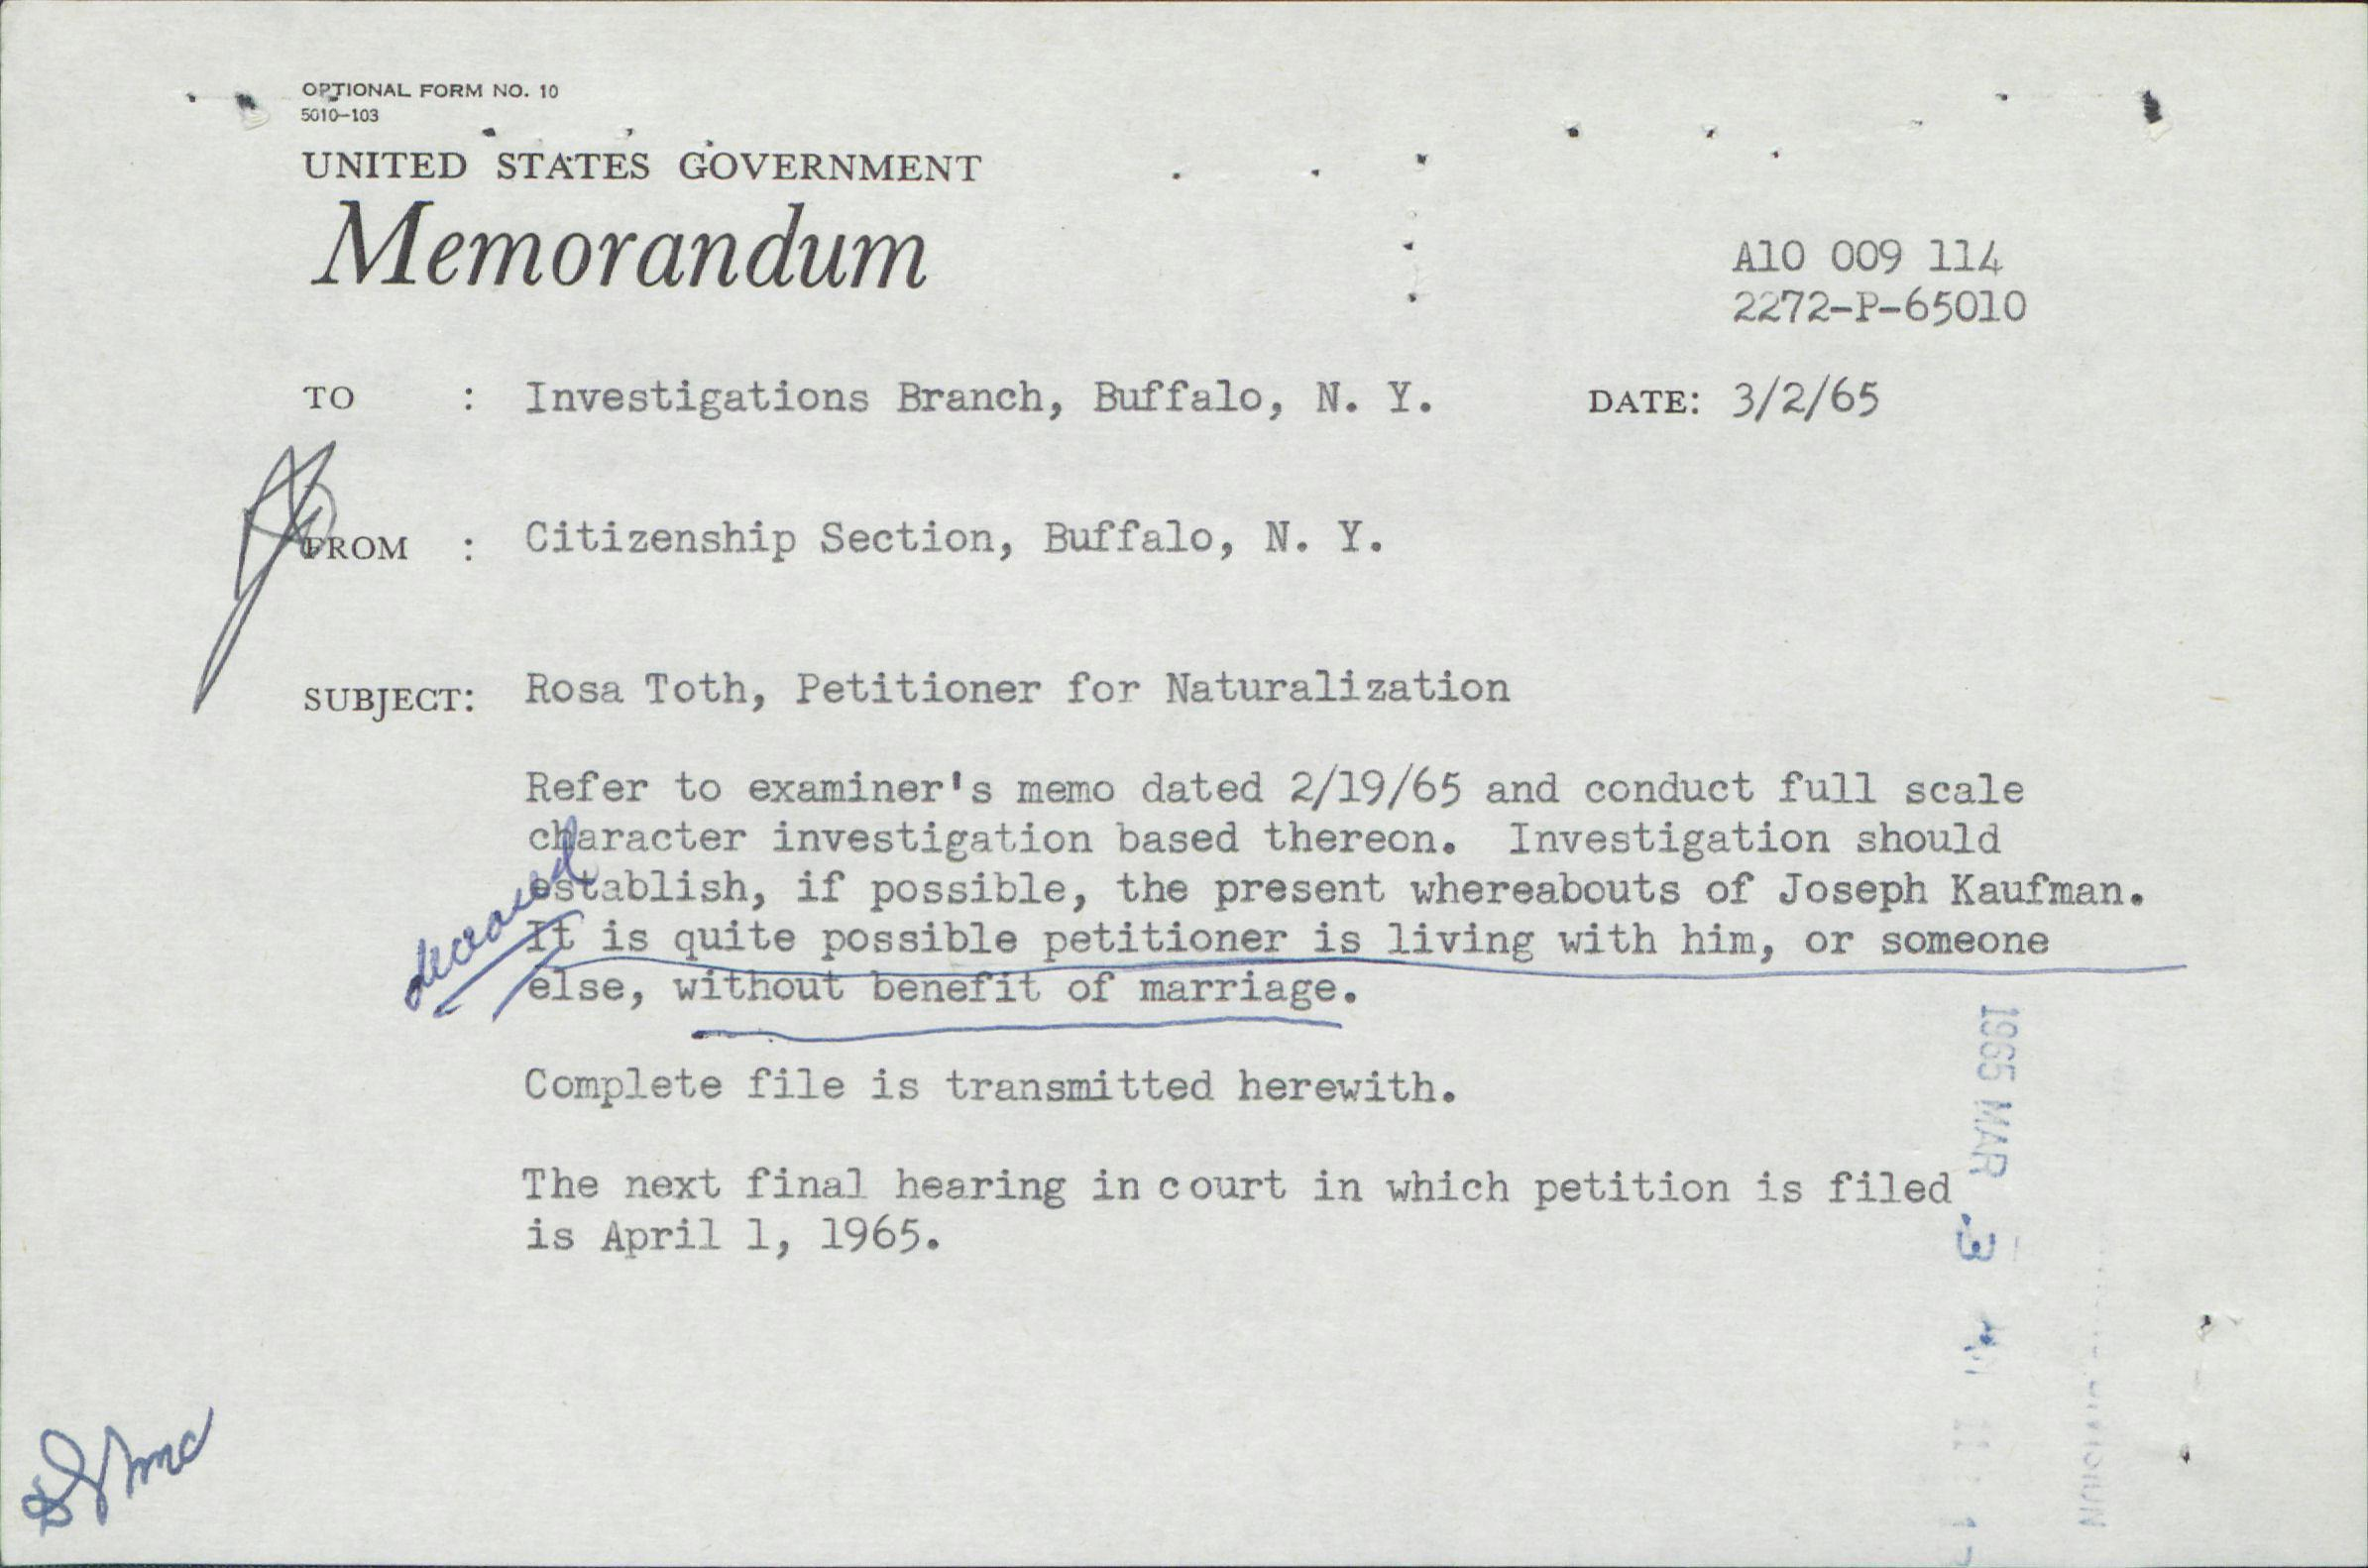 OPTIONAL FORM NO. 10
5010-103
UNITED STATES GOVERNMENT
Memorandum
A10 009 114
2272-P-65010
TO : Investigations Branch, Buffalo, N. Y. DATE: 3/2/65
FROM : Citizenship Section, Buffalo, N. Y.
SUBJECT: Rosa Toth, Petitioner for Naturalization
Refer to examiner's memo dated 2/19/65 and conduct full scale
character investigation based thereon. Investigation should
establish, if possible, the present whereabouts of Joseph Kaufman.
deceased
It is quite possible petitioner is living with him, or someone
else, without benefit of marriage.
Complete file is transmitted herewith.
The next final hearing in court in which petition is filed
is April 1, 1965.
1965 MAR 3